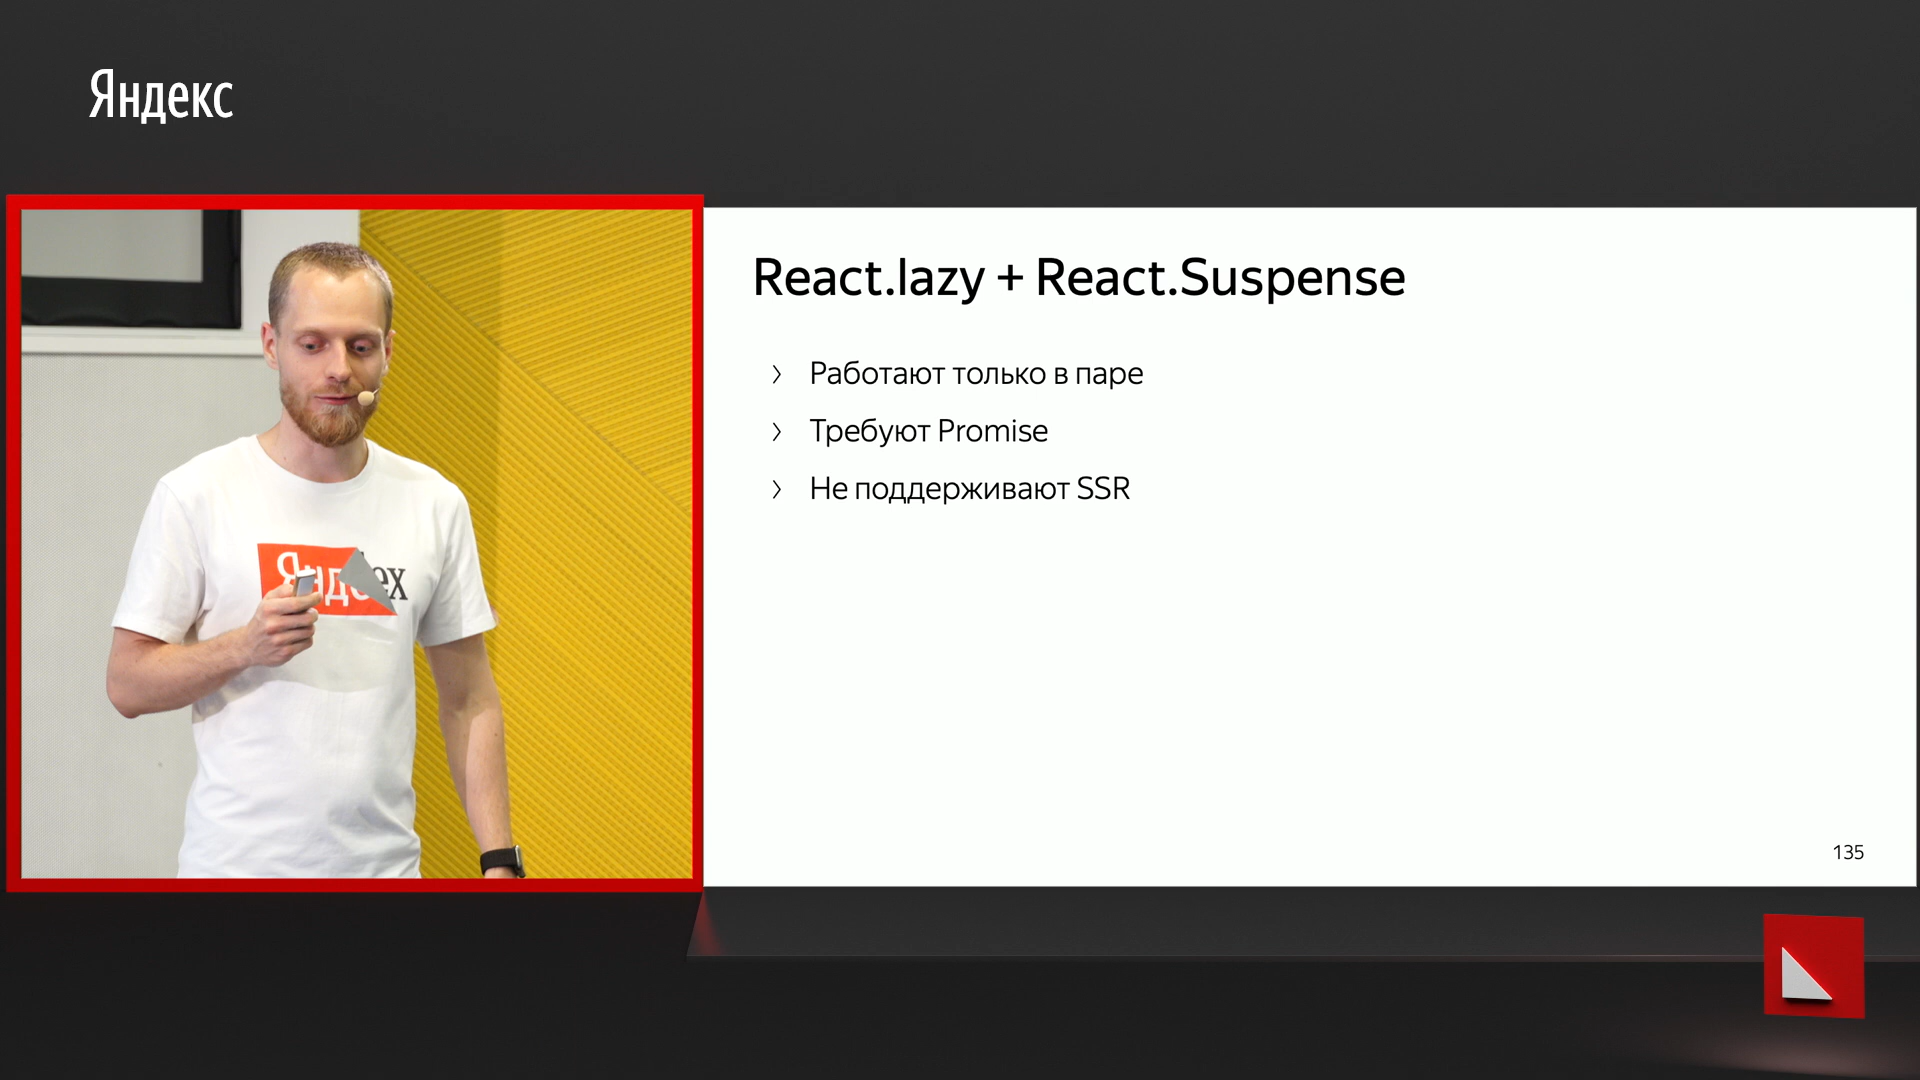 Яндекс
React.lazy + React.Suspense
Работают только в паре
Требуют Promise
Не поддерживают SSR
135